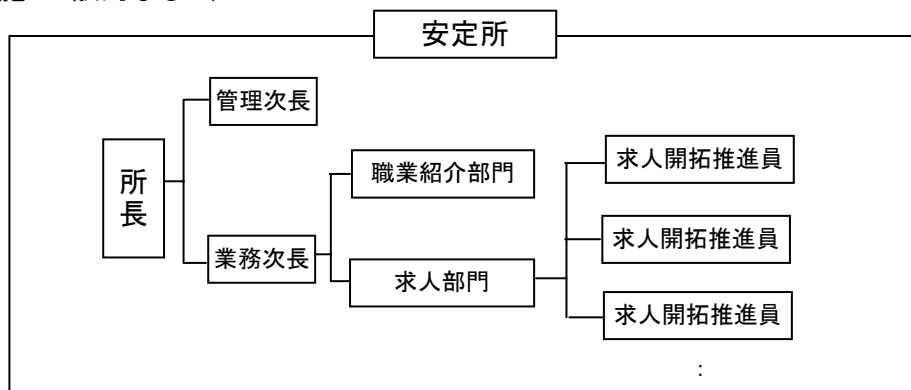 安定所
管理次長
所長
職業紹介部門
求人開拓推進員
業務次長
求人部門
求人開拓推進員
求人開拓推進員
: